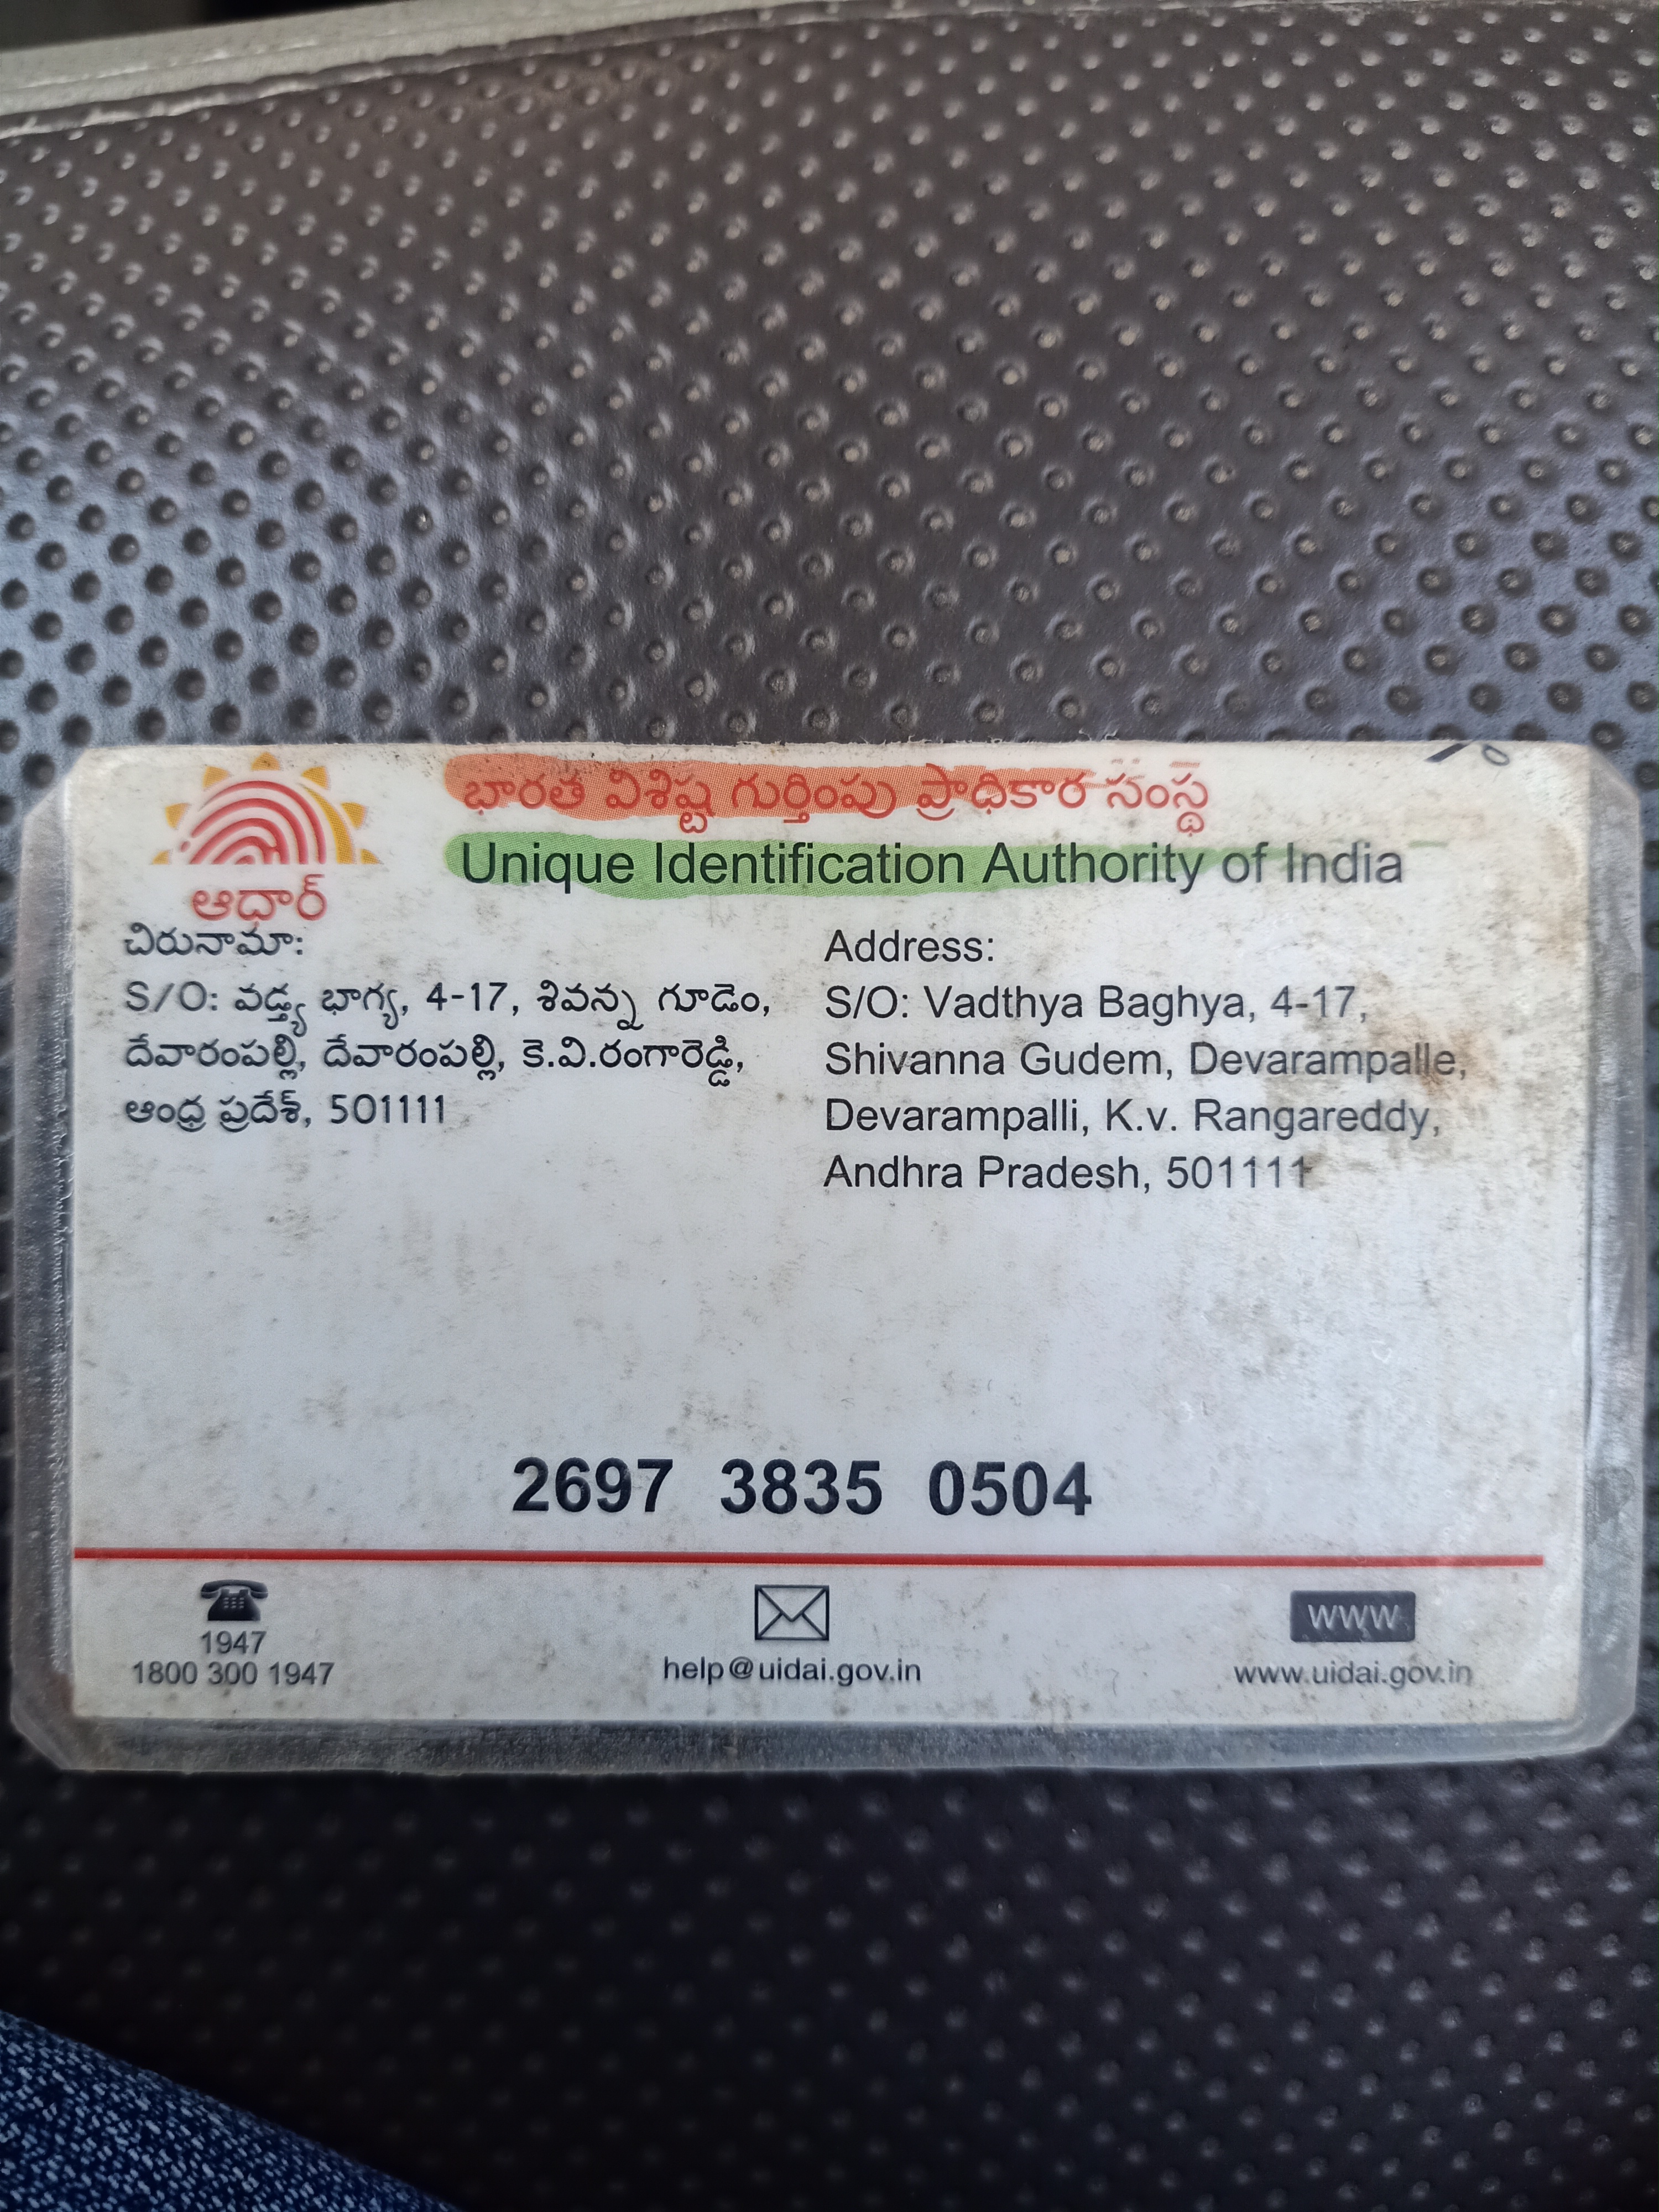 భారత విశిష్ట గుర్తింపు ప్రాధికార సంస్థ
Unique Identification Authority of India
ఆధార్
చిరునామా:
S/O: వడ్త్య భాగ్య, 4-17, శివన్న గూడెం,
దేవారంపల్లి, దేవారంపల్లి, కె.వి.రంగారెడ్డి,
ఆంధ్ర ప్రదేశ్, 501111
Address:
S/O: Vadthya Baghya, 4-17,
Shivanna Gudem, Devarampalle,
Devarampalli, K.v. Rangareddy,
Andhra Pradesh, 501111
2697 3835 0504
1947
1800 300 1947
help@uidai.gov.in
www
www.uidai.gov.in